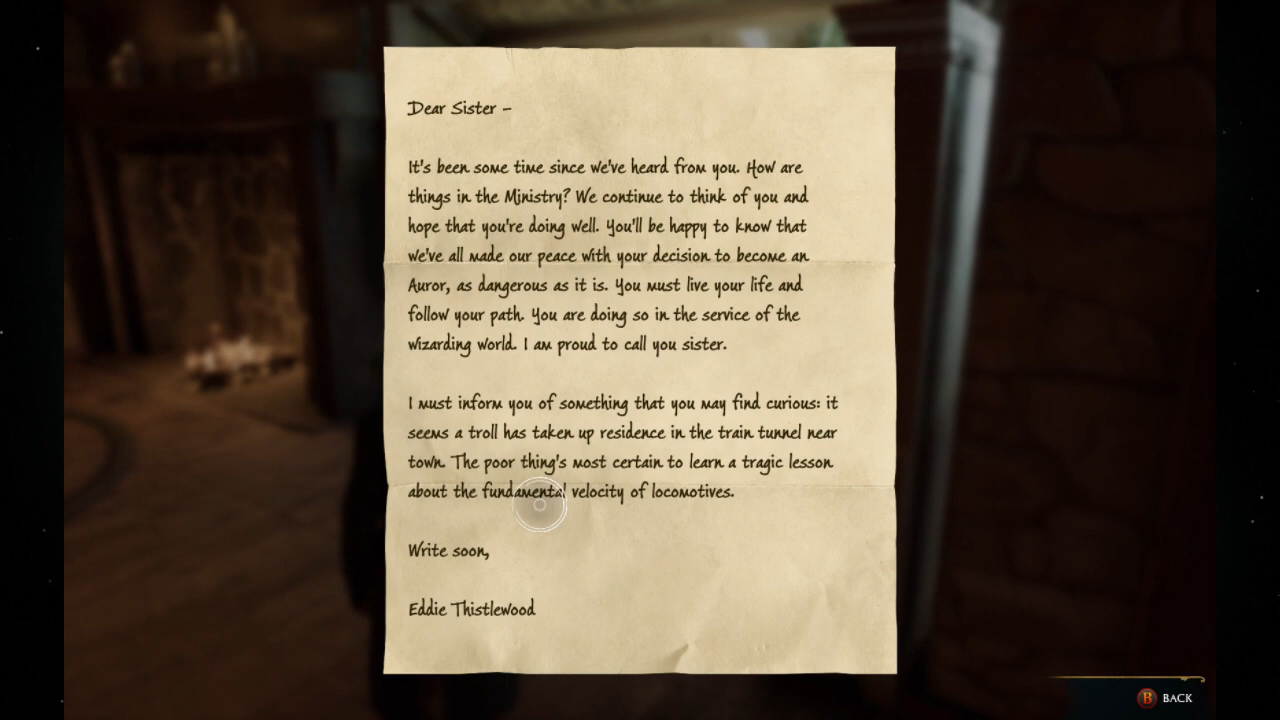 Dear Sister –
It's been some time since we've heard from you. How are
things in the Ministry? We continue to think of you and
hope that you're doing well. You'll be happy to know that
we've all made our peace with your decision to become an
Auror, as dangerous as it is. You must live your life and
follow your path. You are doing so in the service of the
wizarding world. I am proud to call you sister.
I must inform you of something that you may find curious: it
seems a troll has taken up residence in the train tunnel near
town. The poor thing's most certain to learn a tragic lesson
about the fundamental velocity of locomotives.
Write soon,
Eddie Thistlewood
B BACK